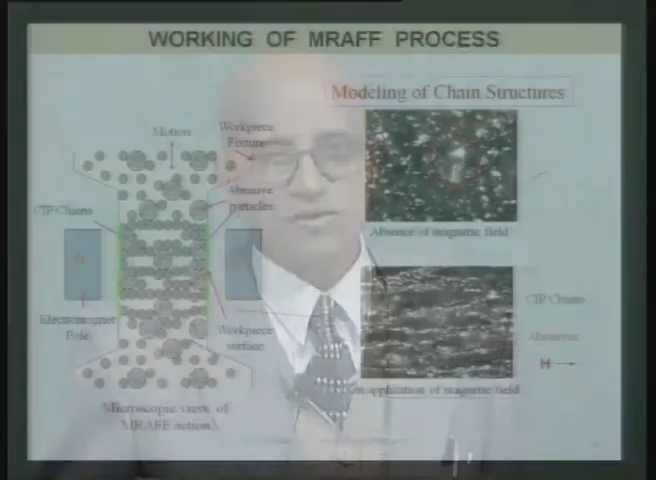 WORKING OF MRAFF PROCESS
Modeling of Chain Structures
Motion
Workpiece
Fixture
Abrasive
particles
CIP Chains
Absence of magnetic field
CIP Chains
Electromagnet
Pole
Workpiece
surface
Abrasives
H
On application of magnetic field
Microscopic view of
MRAFF action